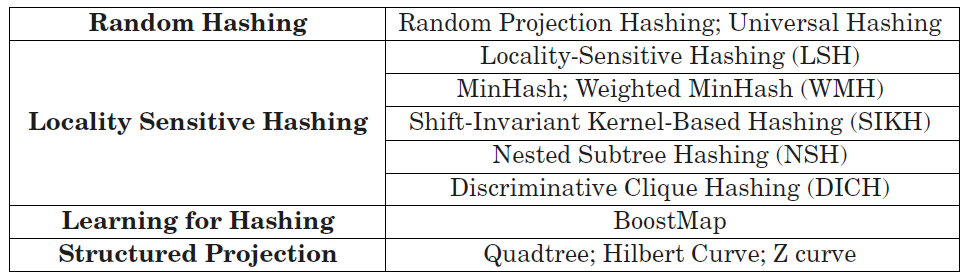 Random Hashing Random Projection Hashing; Universal Hashing
Locality Sensitive Hashing
Locality-Sensitive Hashing (LSH)
MinHash; Weighted MinHash (WMH)
Shift-Invariant Kernel-Based Hashing (SIKH)
Nested Subtree Hashing (NSH)
Discriminative Clique Hashing (DICH)
Learning for Hashing BoostMap
Structured Projection Quadtree; Hilbert Curve; Z curve